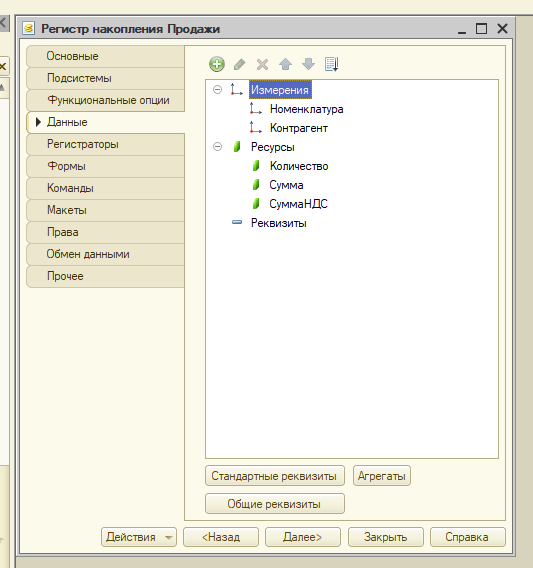 Регистр накопления Продажи
Основные
Подсистемы
Функциональные опции
Данные
Регистраторы
Формы
Команды
Макеты
Права
Обмен данными
Прочее
Измерения
Номенклатура
Контрагент
Ресурсы
Количество
Сумма
СуммаНДС
Реквизиты
Стандартные реквизиты
Агрегаты
Общие реквизиты
Действия
<Назад
Далее>
Закрыть
Справка